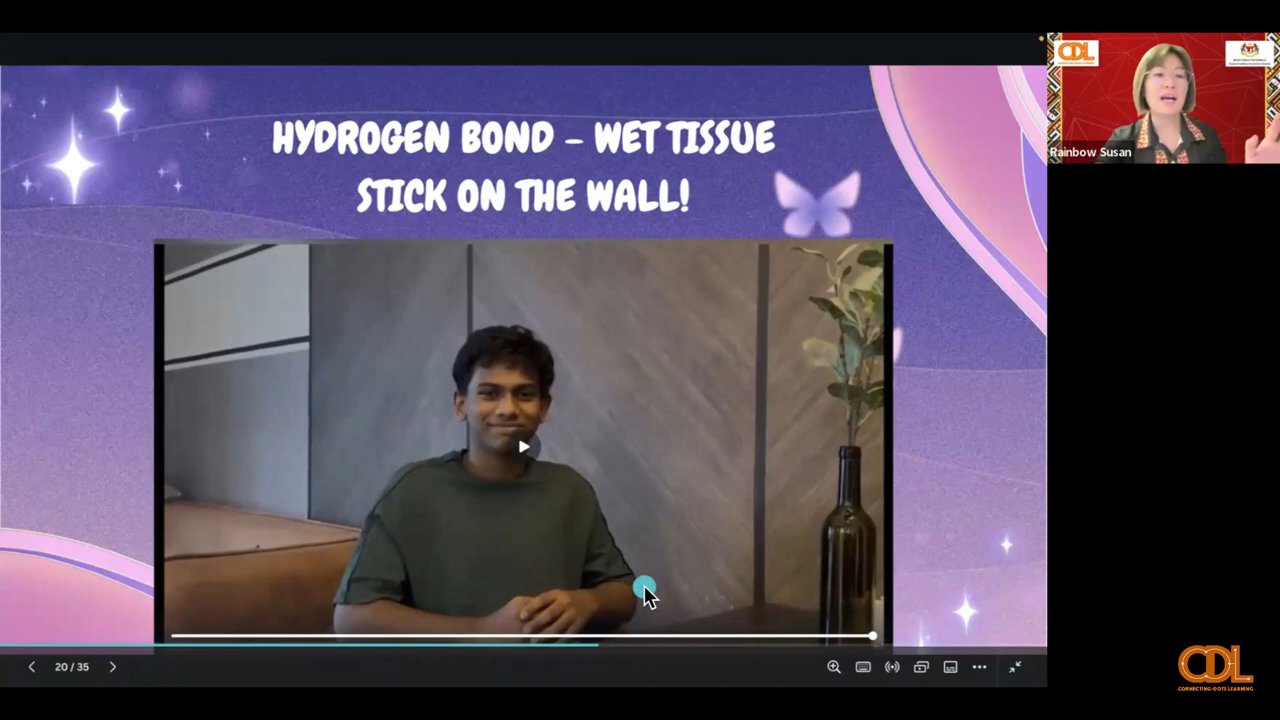 HYDROGEN BOND – WET TISSUE
STICK ON THE WALL!
CDL
Rainbow Susan
20 / 35
CDL
CONNECTING-DOTS LEARNING